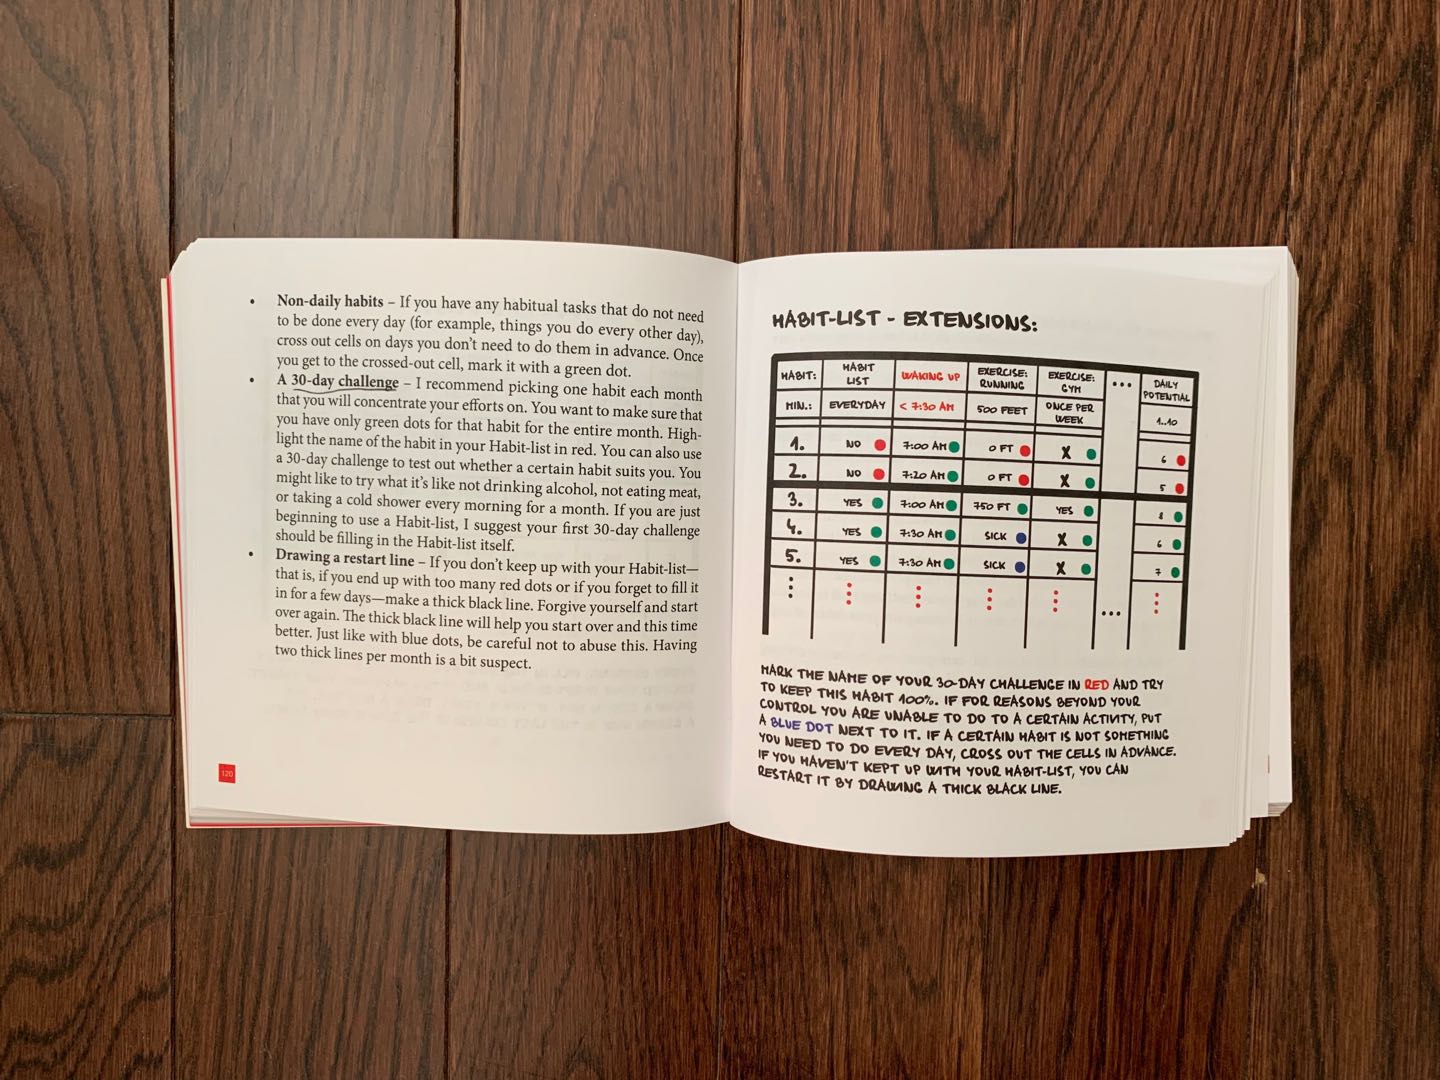 • Non-daily habits – If you have any habitual tasks that do not need
to be done every day (for example, things you do every other day),
cross out cells on days you don't need to do them in advance. Once
you get to the crossed-out cell, mark it with a green dot.
• A 30-day challenge – I recommend picking one habit each month
that you will concentrate your efforts on. You want to make sure that
you have only green dots for that habit for the entire month. High-
light the name of the habit in your Habit-list in red. You can also use
a 30-day challenge to test out whether a certain habit suits you. You
might like to try what it's like not drinking alcohol, not eating meat,
or taking a cold shower every morning for a month. If you are just
beginning to use a Habit-list, I suggest your first 30-day challenge
should be filling in the Habit-list itself.
• Drawing a restart line – If you don't keep up with your Habit-list—
that is, if you end up with too many red dots or if you forget to fill it
in for a few days—make a thick black line. Forgive yourself and start
over again. The thick black line will help you start over and this time
better. Just like with blue dots, be careful not to abuse this. Having
two thick lines per month is a bit suspect.
120
HABIT-LIST - EXTENSIONS:
HABIT: HABIT LIST WAKING UP EXERCISE: RUNNING EXERCISE: GYM ... DAILY POTENTIAL
MIN.: EVERYDAY < 7:30 AM 500 FEET ONCE PER WEEK 1..10
1. NO 7:00 AM 0 FT X 6
2. NO 7:20 AM 0 FT X 5
3. YES 7:00 AM 750 FT YES 8
4. YES 7:30 AM SICK X 6
5. YES 7:30 AM SICK X 7
...
MARK THE NAME OF YOUR 30-DAY CHALLENGE IN RED AND TRY
TO KEEP THIS HABIT 100%. IF FOR REASONS BEYOND YOUR
CONTROL YOU ARE UNABLE TO DO TO A CERTAIN ACTIVITY, PUT
A BLUE DOT NEXT TO IT. IF A CERTAIN HABIT IS NOT SOMETHING
YOU NEED TO DO EVERY DAY, CROSS OUT THE CELLS IN ADVANCE.
IF YOU HAVEN'T KEPT UP WITH YOUR HABIT-LIST, YOU CAN
RESTART IT BY DRAWING A THICK BLACK LINE.